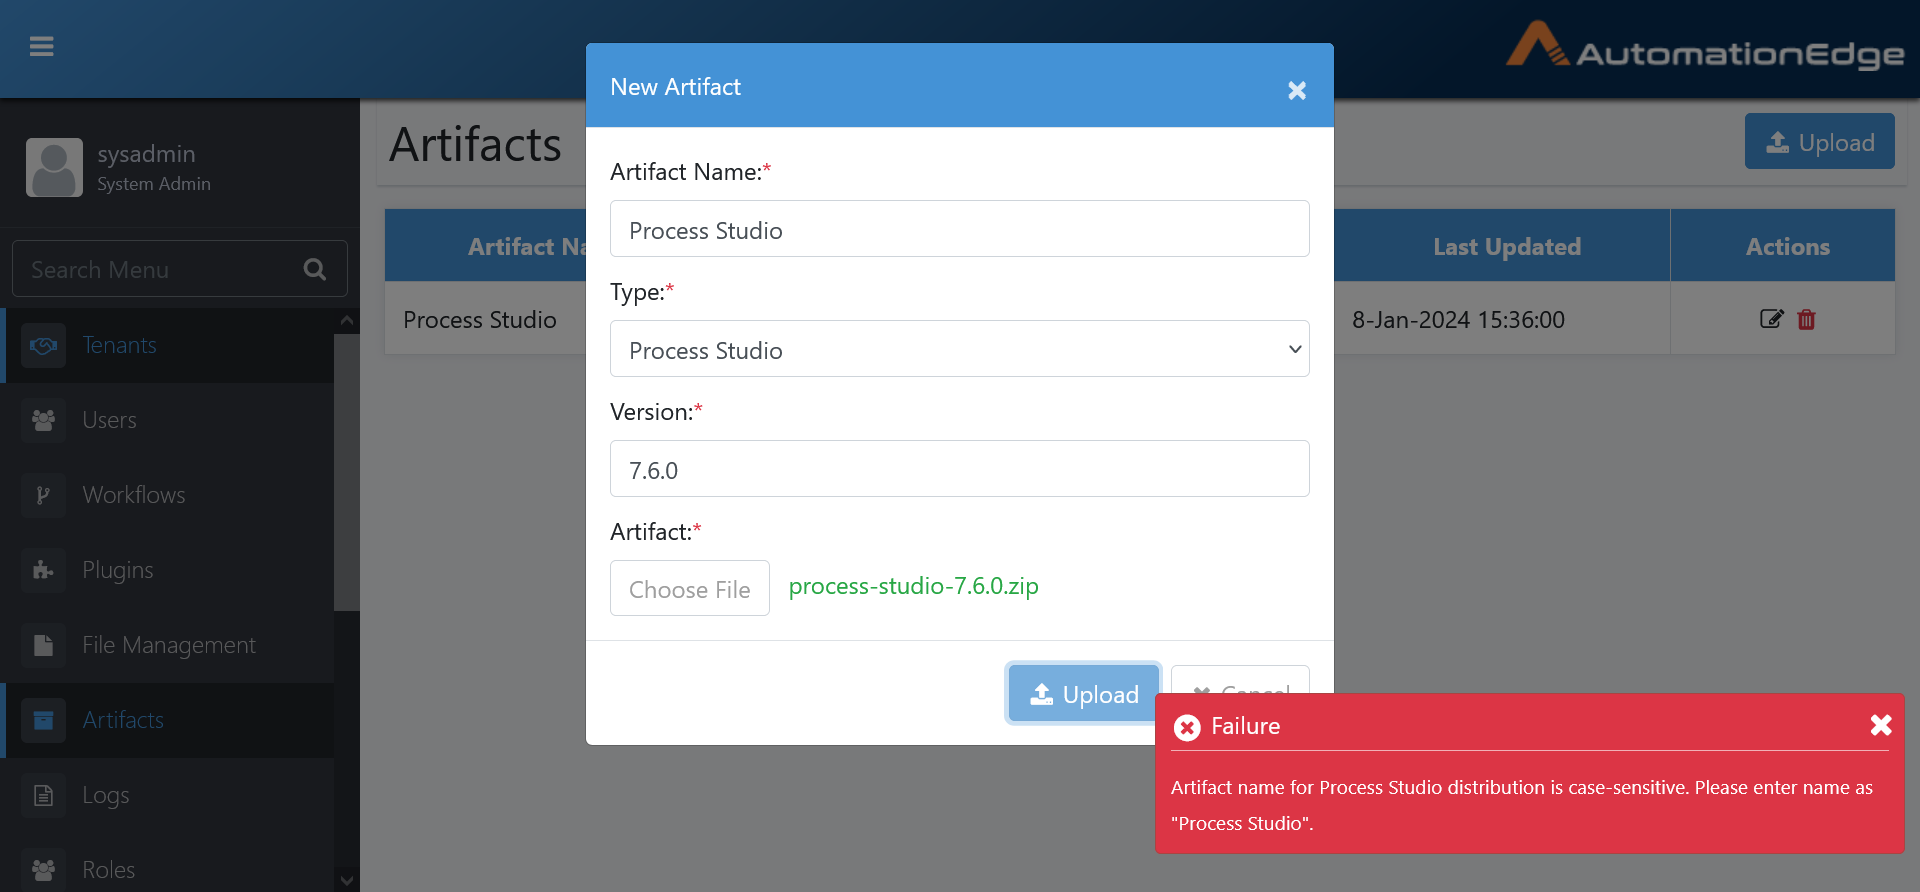 AutomationEdge
New Artifact
sysadmin
System Admin
Search Menu
Tenants
Users
Workflows
Plugins
File Management
Artifacts
Logs
Roles
Artifacts
Upload
Artifact Na
Last Updated
Actions
Process Studio
8-Jan-2024 15:36:00
Artifact Name:*
Process Studio
Type:*
Process Studio
Version:*
7.6.0
Artifact:*
Choose File process-studio-7.6.0.zip
Upload
Cancel
Failure
Artifact name for Process Studio distribution is case-sensitive. Please enter name as
"Process Studio".